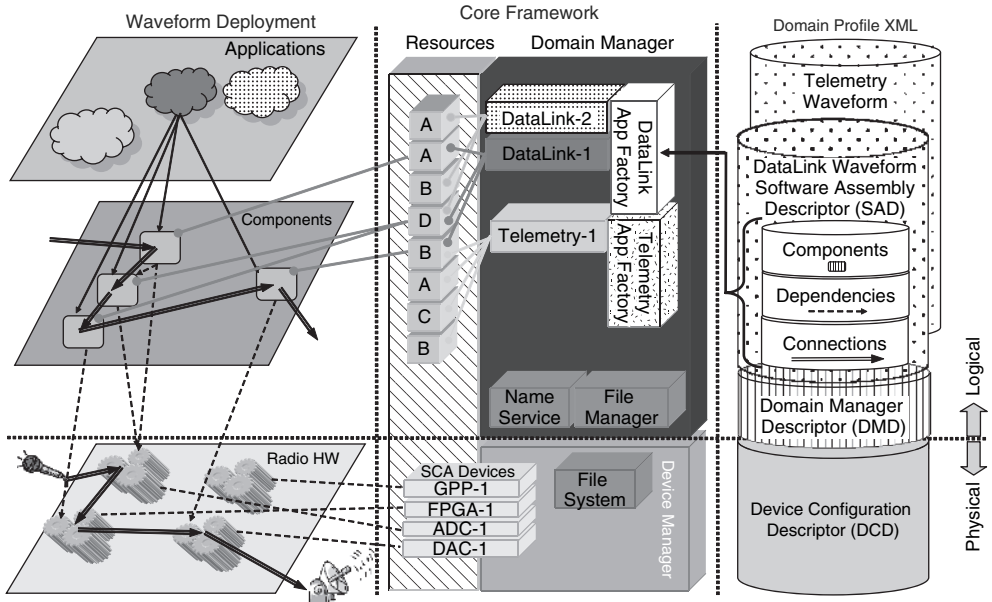 Waveform Deployment
Applications
Components
Radio HW
Core Framework
Resources
Domain Manager
A
A
B
D
B
A
C
B
DataLink-2
DataLink-1
DataLink
App Factory
Telemetry-1
Telemetry
App Factory
Name
Service
File
Manager
SCA Devices
GPP-1
FPGA-1
ADC-1
DAC-1
File
System
Device Manager
Domain Profile XML
Telemetry
Waveform
DataLink Waveform
Software Assembly
Descriptor (SAD)
Components
Dependencies
Connections
Domain Manager
Descriptor (DMD)
Device Configuration
Descriptor (DCD)
Logical
Physical